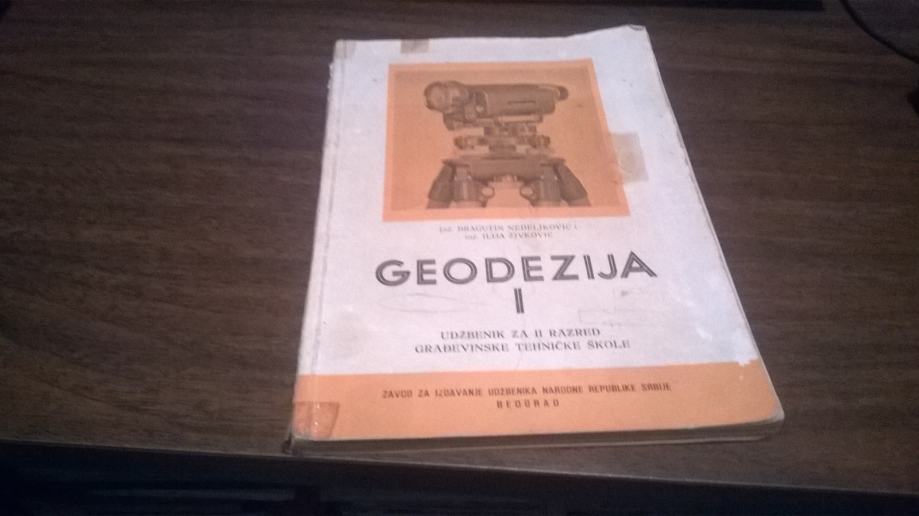 Inž. DRAGUTIN NEDELJKOVIĆ i
inž. ILIJA ŽIVKOVIĆ
GEODEZIJA
I
UDŽBENIK ZA II RAZRED
GRAĐEVINSKE TEHNIČKE ŠKOLE
ZAVOD ZA IZDAVANJE UDŽBENIKA NARODNE REPUBLIKE SRBIJE
BEOGRAD